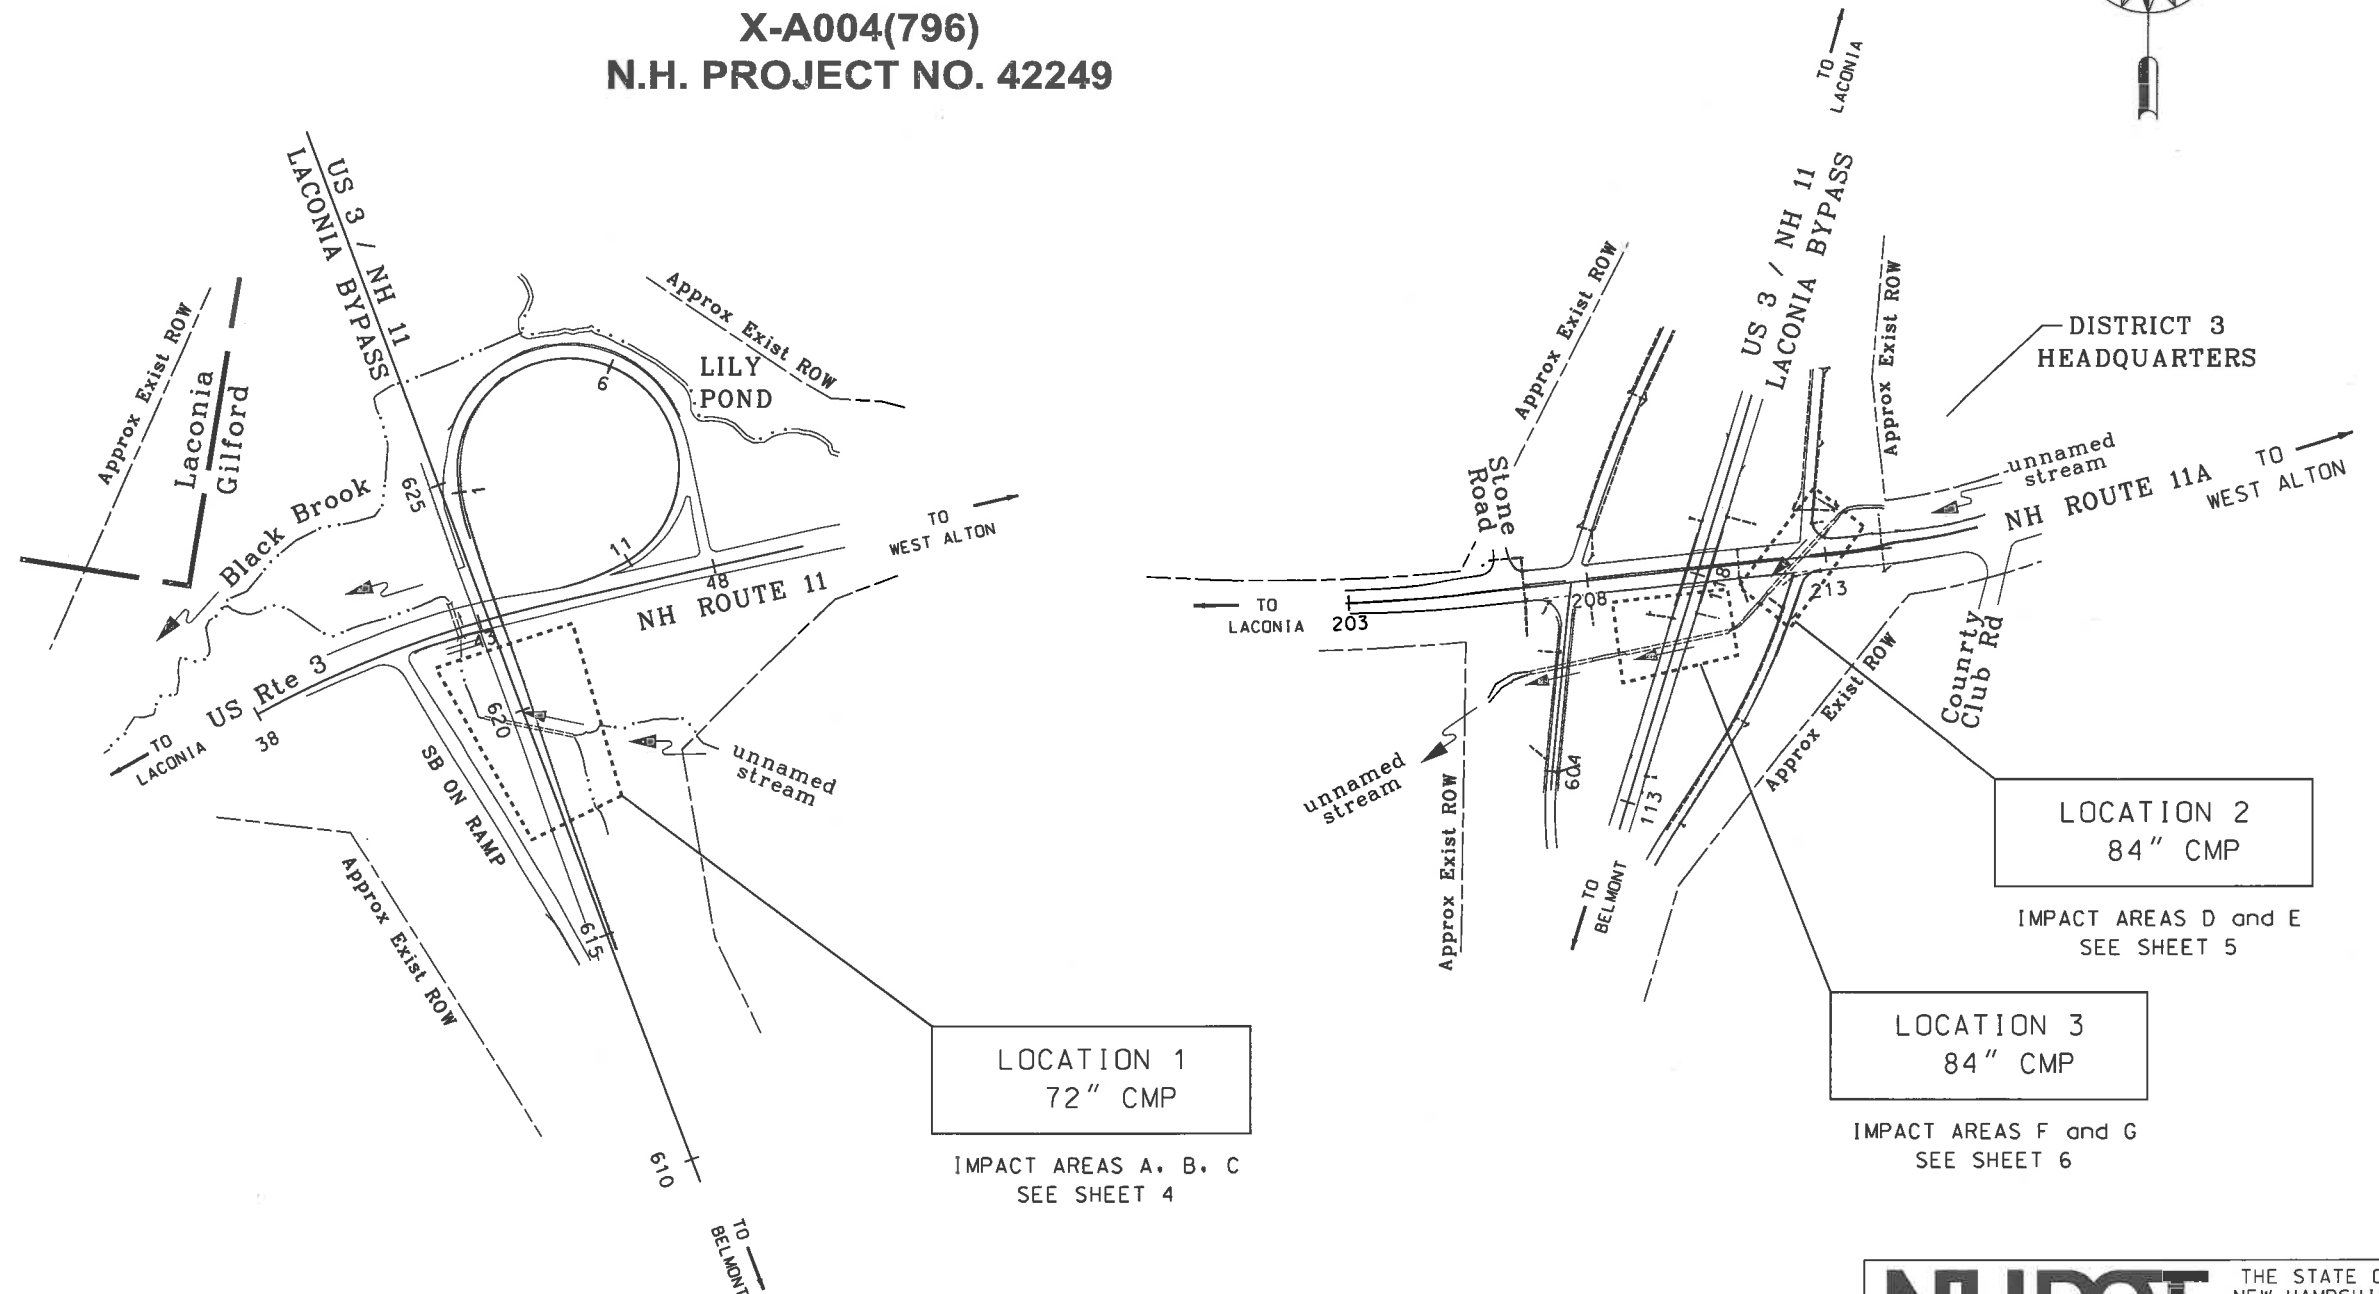 X-A004(796)
N.H. PROJECT NO. 42249
US 3 / NH 11
LACONIA BYPASS
Approx Exist ROW
Laconia
Gilford
Black Brook
Approx Exist ROW
LILY
POND
6
1
625
11
48
NH ROUTE 11
TO
WEST ALTON
US Rte 3
38
TO
LACONIA
620
SB ON RAMP
unnamed
stream
Approx Exist ROW
615
610
TO
BELMONT
LOCATION 1
72" CMP
IMPACT AREAS A, B, C
SEE SHEET 4
TO
LACONIA
US 3 / NH 11
LACONIA BYPASS
Approx Exist ROW
Approx Exist ROW
DISTRICT 3
HEADQUARTERS
Stone
Road
unnamed
stream
NH ROUTE 11A
TO
WEST ALTON
TO
LACONIA
203
208
118
213
Counrty
Club Rd
unnamed
stream
Approx Exist ROW
604
113
Approx Exist ROW
TO
BELMONT
LOCATION 2
84" CMP
IMPACT AREAS D and E
SEE SHEET 5
LOCATION 3
84" CMP
IMPACT AREAS F and G
SEE SHEET 6
NHDOT
THE STATE